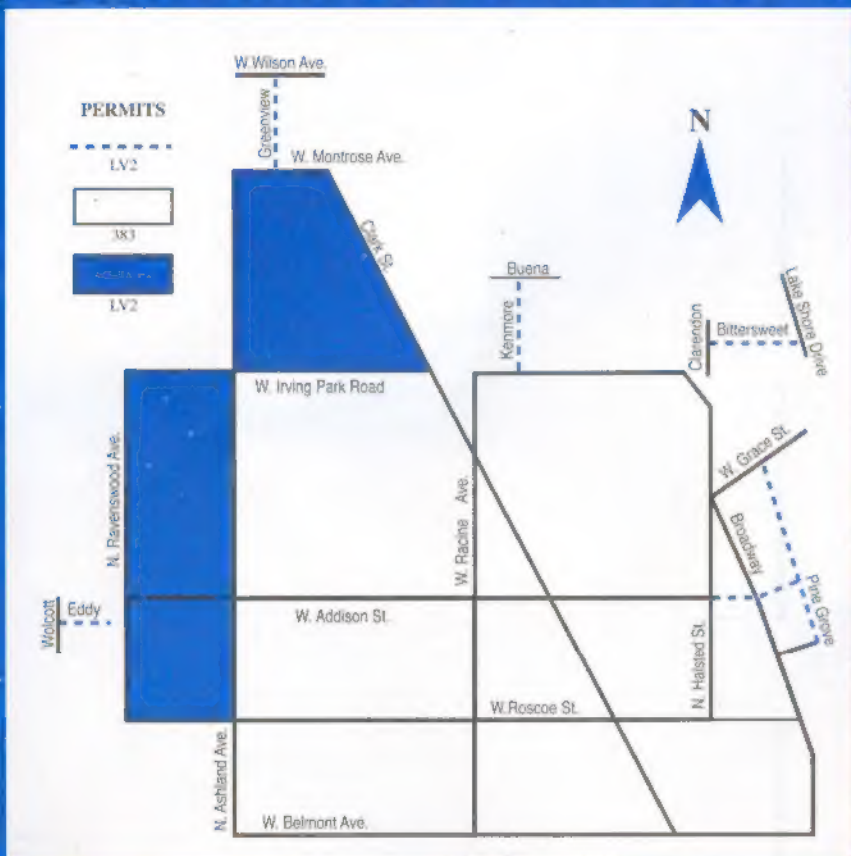 W. Wilson Ave.
PERMITS
LV2
383
LV2
Greenview
W. Montrose Ave.
N
Clark St.
Buena
Kenmore
Clarendon
Bittersweet
Lake Shore Drive
W. Irving Park Road
N. Ravenswood Ave.
W. Racine Ave.
W. Grace St.
Broadway
Pine Grove
Wolcott
Eddy
W. Addison St.
N. Halsted St.
W. Roscoe St.
N. Ashland Ave.
W. Belmont Ave.